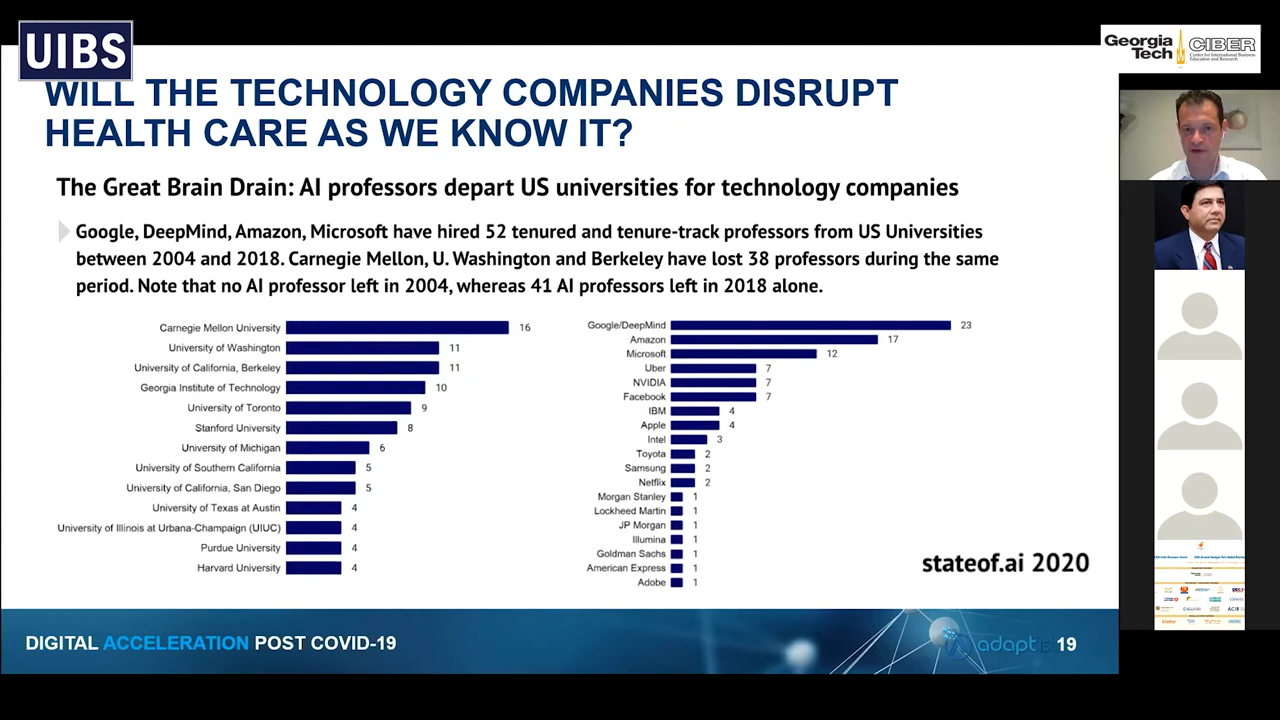 UIBS
Georgia Tech
CIBER
Center for International Business
Education and Research
WILL THE TECHNOLOGY COMPANIES DISRUPT
HEALTH CARE AS WE KNOW IT?
The Great Brain Drain: AI professors depart US universities for technology companies
Google, DeepMind, Amazon, Microsoft have hired 52 tenured and tenure-track professors from US Universities
between 2004 and 2018. Carnegie Mellon, U. Washington and Berkeley have lost 38 professors during the same
period. Note that no AI professor left in 2004, whereas 41 AI professors left in 2018 alone.
Carnegie Mellon University 16
University of Washington 11
University of California, Berkeley 11
Georgia Institute of Technology 10
University of Toronto 9
Stanford University 8
University of Michigan 6
University of Southern California 5
University of California, San Diego 5
University of Texas at Austin 4
University of Illinois at Urbana-Champaign (UIUC) 4
Purdue University 4
Harvard University 4
Google/DeepMind 23
Amazon 17
Microsoft 12
Uber 7
NVIDIA 7
Facebook 7
IBM 4
Apple 4
Intel 3
Toyota 2
Samsung 2
Netflix 2
Morgan Stanley 1
Lockheed Martin 1
JP Morgan 1
Illumina 1
Goldman Sachs 1
American Express 1
Adobe 1
stateof.ai 2020
DIGITAL ACCELERATION POST COVID-19
19